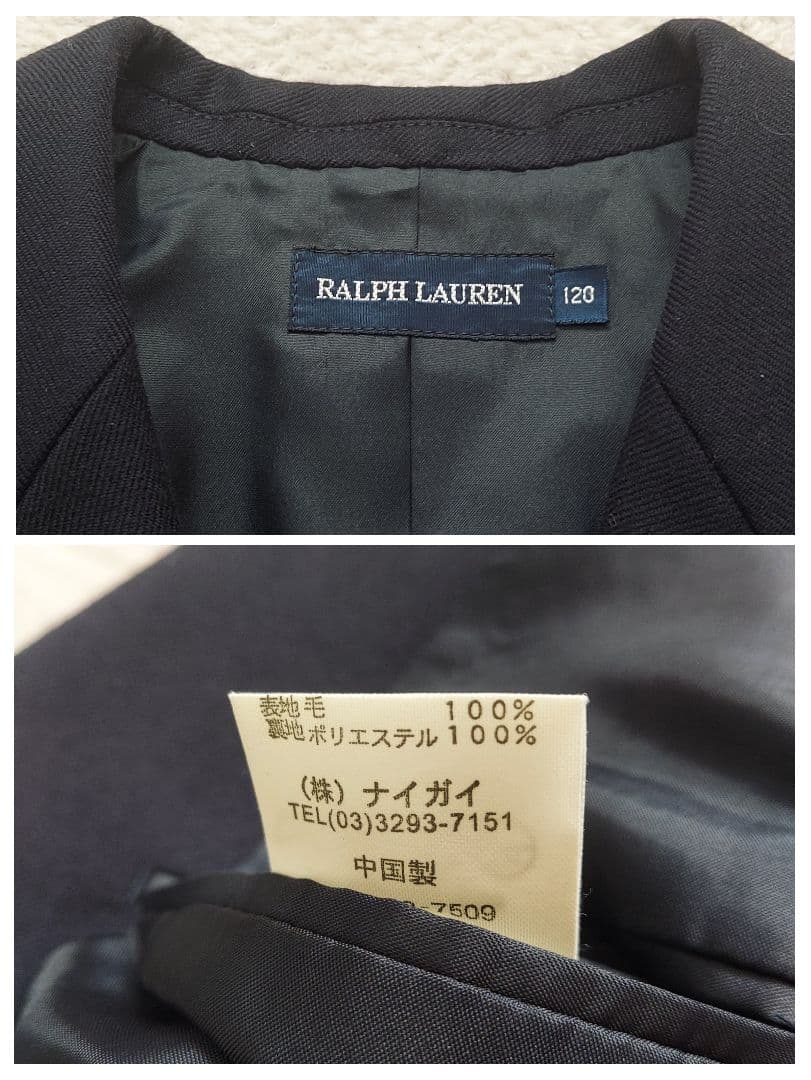 RALPH LAUREN
120
表地 毛 100%
裏地 ポリエステル 100%
(株) ナイガイ
TEL(03)3293-7151
中国製
-7509